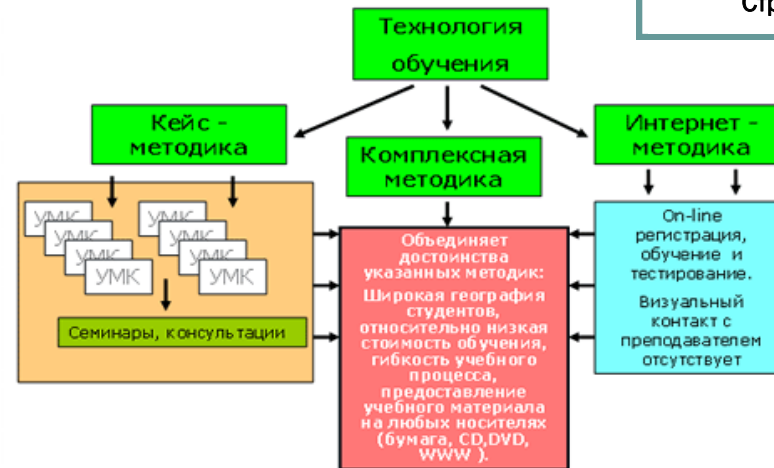 Стр
Технология
обучения
Кейс -
методика
Комплексная
методика
Интернет -
методика
УМК
УМК
УМК
УМК
УМК
УМК
УМК
УМК
Семинары, консультации
Объединяет
достоинства
указанных методик:
Широкая география
студентов,
относительно низкая
стоимость обучения,
гибкость учебного
процесса,
предоставление
учебного материала
на любых носителях
(бумага, CD,DVD,
WWW ).
On-line
регистрация,
обучение и
тестирование.
Визуальный
контакт с
преподавателем
отсутствует